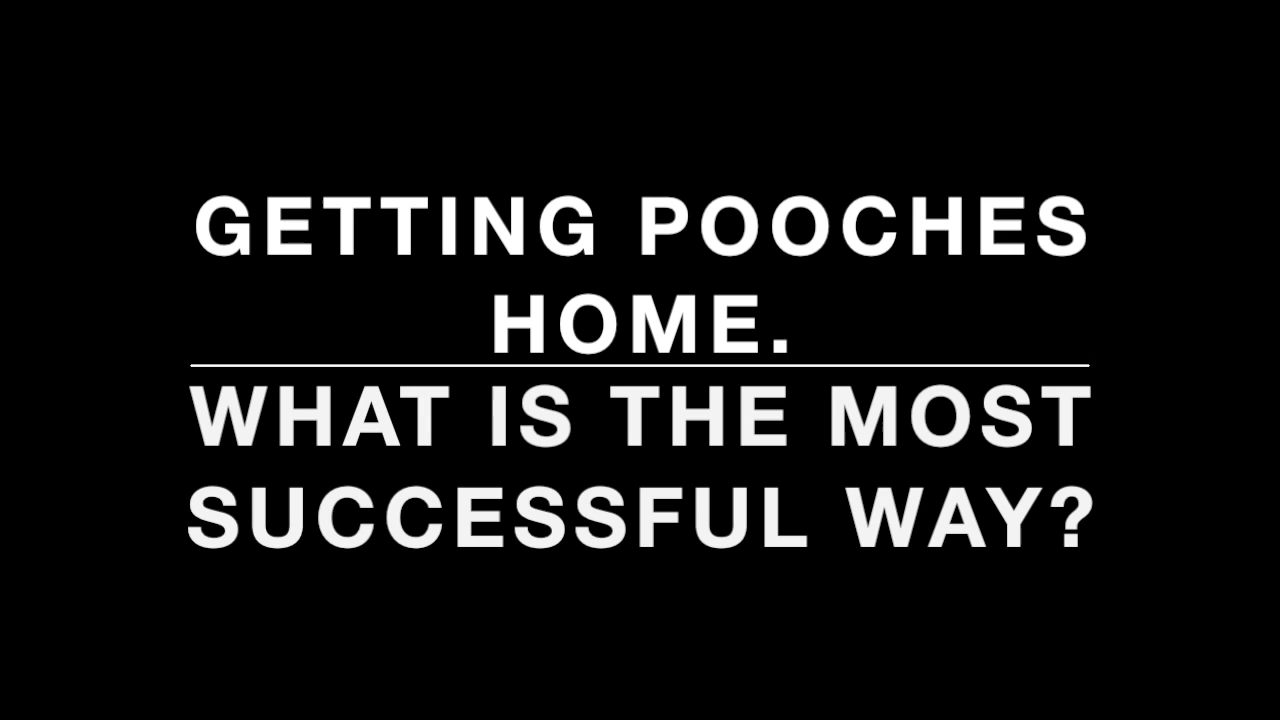 GETTING POOCHES
HOME.
WHAT IS THE MOST
SUCCESSFUL WAY?